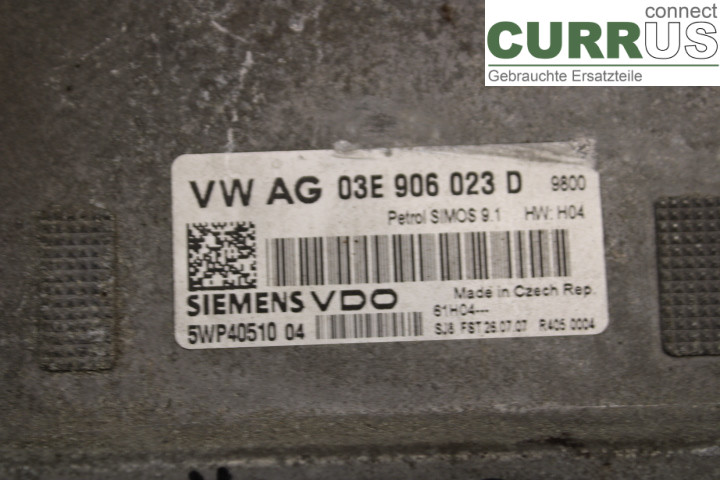 connect
CURRUS
Gebrauchte Ersatzteile
VW AG 03E 906 023 D 9800
Petrol SIMOS 9.1 HW: H04
SIEMENS VDO Made in Czech Rep.
61H04---
5WP40510 04 SJ8 FST 26.07.07 R405 0004